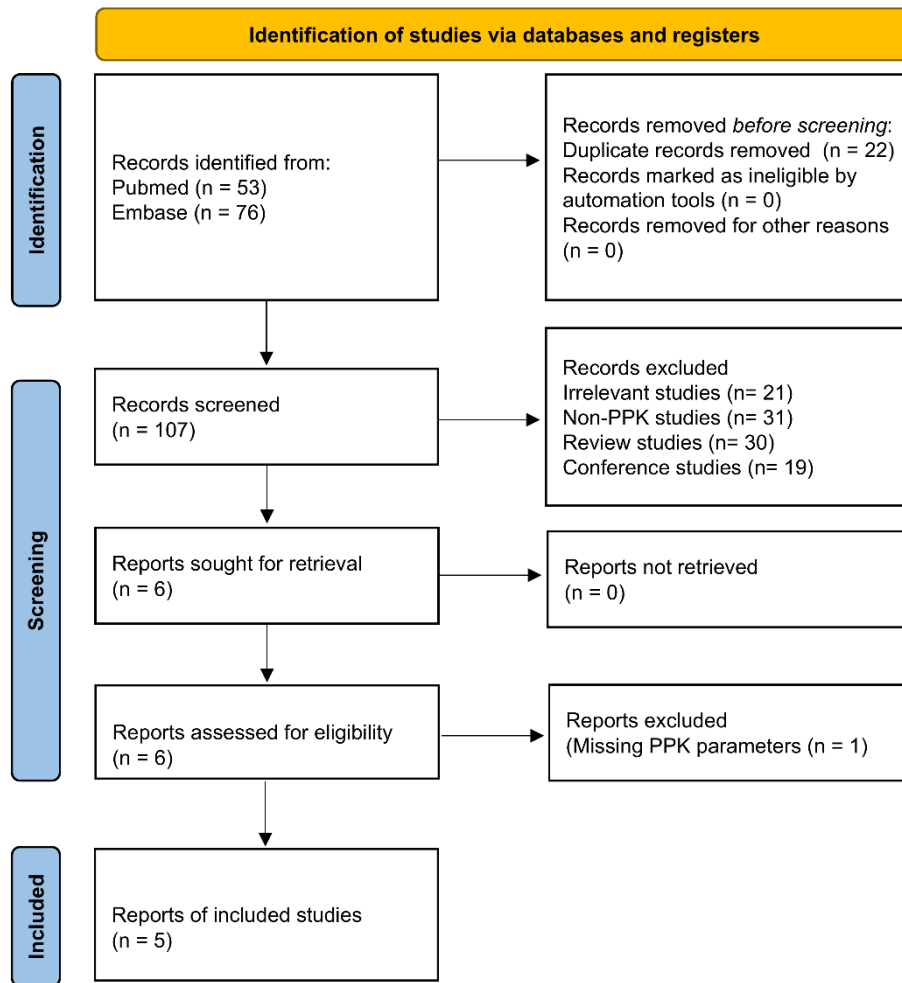 Identification of studies via databases and registers
Identification
Records identified from:
Pubmed (n = 53)
Embase (n = 76)
Records removed before screening:
Duplicate records removed  (n = 22)
Records marked as ineligible by
automation tools (n = 0)
Records removed for other reasons
(n = 0)
Screening
Records screened
(n = 107)
Records excluded
Irrelevant studies (n= 21)
Non-PPK studies (n= 31)
Review studies (n= 30)
Conference studies (n= 19)
Reports sought for retrieval
(n = 6)
Reports not retrieved
(n = 0)
Reports assessed for eligibility
(n = 6)
Reports excluded
(Missing PPK parameters (n = 1)
Included
Reports of included studies
(n = 5)